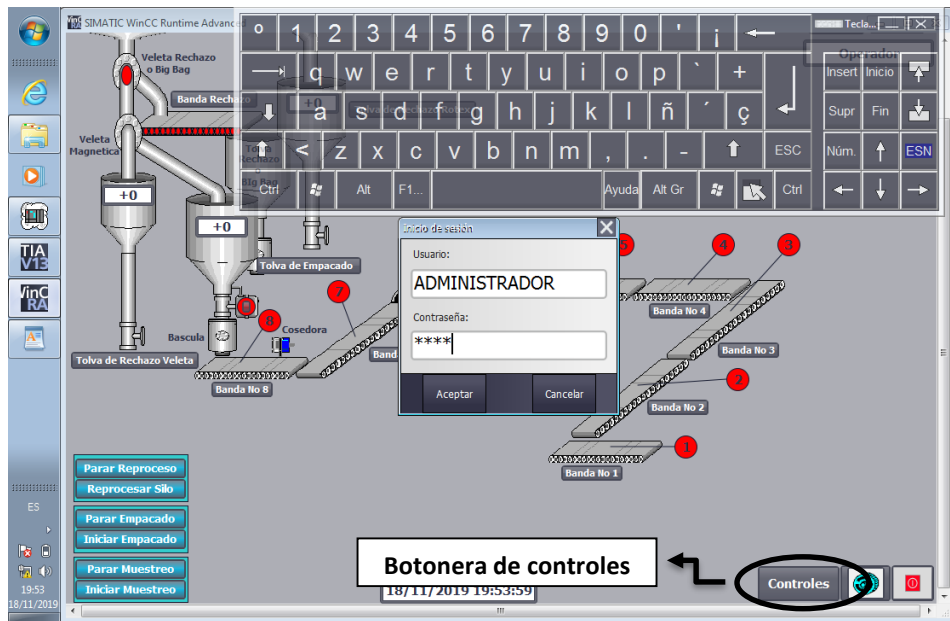 SIMATIC WinCC Runtime Advanced
Tecla...
Operador
º 1 2 3 4 5 6 7 8 9 0 ' ¡
q w e r t y u i o p ` +
Insert Inicio
a s d f g h j k l ñ ´ ç
Supr Fin
< z x c v b n m , . -
ESC
Núm.
ESN
Ctrl Alt F1... Ayuda Alt Gr Ctrl
Veleta Rechazo
o Big Bag
Banda Rechazo
+0
Veleta
Magnetica
Tolva
Rechazo
o
BIg Bag
+0
+0
Tolva de Empacado
Inicio de sesión
Usuario:
ADMINISTRADOR
Contraseña:
****
Aceptar
Cancelar
5
4
3
7
8
2
1
Bascula
Cosedora
Tolva de Rechazo Veleta
Banda No 8
Banda No 4
Banda No 3
Banda No 2
Banda No 1
Parar Reproceso
Reprocesar Silo
Parar Empacado
Iniciar Empacado
Parar Muestreo
Iniciar Muestreo
Botonera de controles
18/11/2019 19:53:59
Controles
TIA
V13
WinC
RA
ES
19:53
18/11/2019